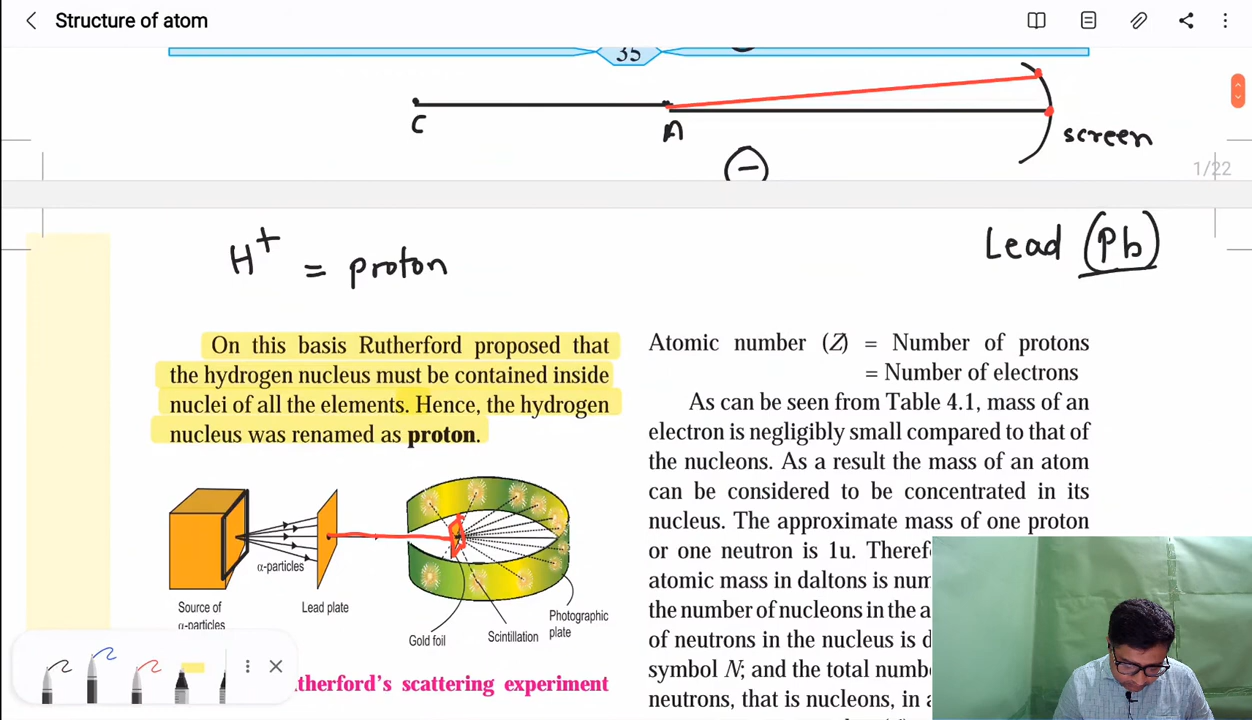 Structure of atom
35
C
A
screen
1/22
H+ = proton
Lead (Pb)
On this basis Rutherford proposed that
the hydrogen nucleus must be contained inside
nuclei of all the elements. Hence, the hydrogen
nucleus was renamed as proton.
α-particles
Source of
α-particles
Lead plate
Gold foil
Scintillation
Photographic
plate
therford's scattering experiment
Atomic number (Z) = Number of protons
= Number of electrons
As can be seen from Table 4.1, mass of an
electron is negligibly small compared to that of
the nucleons. As a result the mass of an atom
can be considered to be concentrated in its
nucleus. The approximate mass of one proton
or one neutron is 1u. Theref
atomic mass in daltons is num
the number of nucleons in the a
of neutrons in the nucleus is d
symbol N; and the total numb
neutrons, that is nucleons, in a